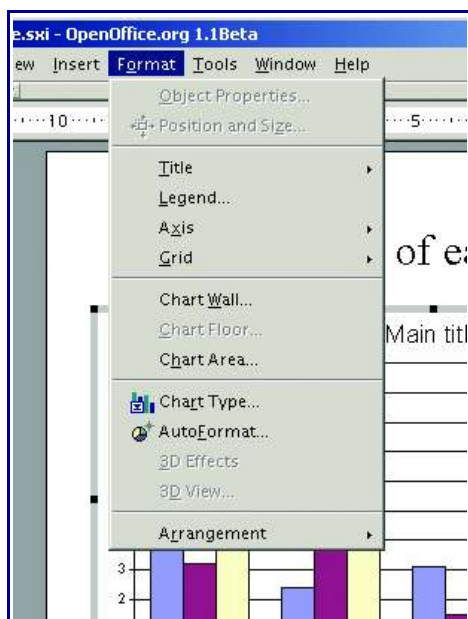 e.sxi - OpenOffice.org 1.1Beta
ew Insert Format Tools Window Help
Object Properties...
10
Position and Size...
5
Title
Legend...
Axis
Grid
of ea
Chart Wall...
Chart Floor...
Main titl
Chart Area...
Chart Type...
AutoFormat...
3D Effects
3D View...
Arrangement
3
2